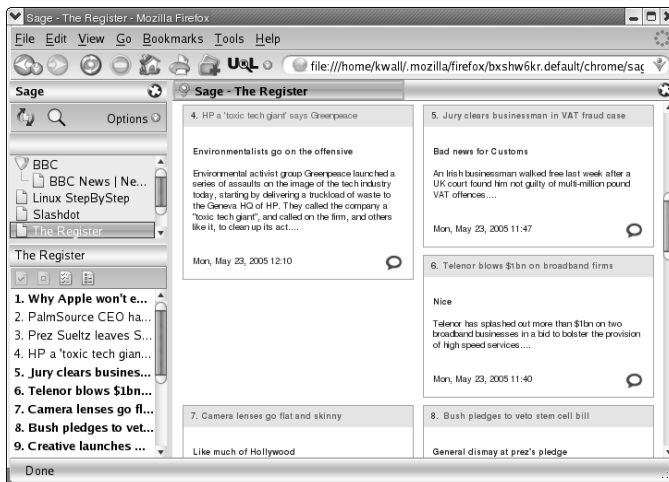 Sage - The Register - Mozilla Firefox
File Edit View Go Bookmarks Tools Help
URL file:///home/kwall/.mozilla/firefox/bxshw6kr.default/chrome/sag
Sage
Sage - The Register
Options
BBC
BBC News | Ne...
Linux StepByStep
Slashdot
The Register
The Register
1. Why Apple won't e...
2. PalmSource CEO ha...
3. Prez Sueltz leaves S...
4. HP a 'toxic tech gian...
5. Jury clears busines...
6. Telenor blows $1bn...
7. Camera lenses go fl...
8. Bush pledges to vet...
9. Creative launches ...
4. HP a 'toxic tech giant' says Greenpeace
Environmentalists go on the offensive
Environmental activist group Greenpeace launched a
series of assaults on the image of the tech industry
today, starting by delivering a truckload of waste to
the Geneva HQ of HP. They called the company a
"toxic tech giant", and called on the firm, and others
like it, to clean up its act....
Mon, May 23, 2005 12:10
5. Jury clears businessman in VAT fraud case
Bad news for Customs
An Irish businessman walked free last week after a
UK court found him not guilty of multi-million pound
VAT offences....
Mon, May 23, 2005 11:47
6. Telenor blows $1bn on broadband firms
Nice
Telenor has splashed out more than $1bn on two
broadband businesses in a bid to bolster the provision
of high speed services....
Mon, May 23, 2005 11:40
7. Camera lenses go flat and skinny
Like much of Hollywood
8. Bush pledges to veto stem cell bill
General dismay at prez's pledge
Done